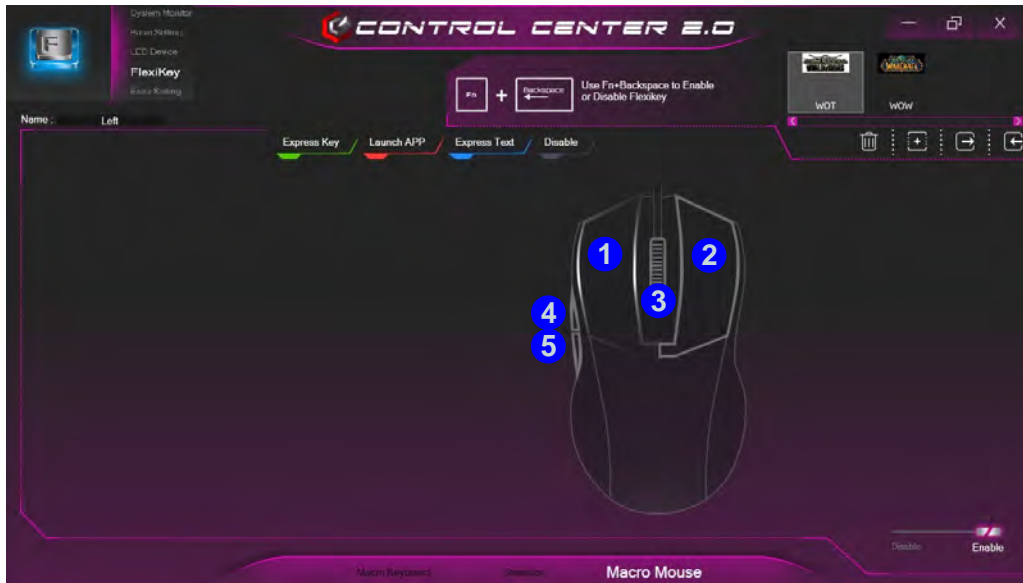 System Monitor
LED Device
FlexiKey
CONTROL CENTER 2.0
Fn + Backspace
Use Fn+Backspace to Enable
or Disable Flexikey
WOT WOW
Name : Left
Express Key Launch APP Express Text Disable
1 2
3
4
5
Disable Enable
Macro Keyboard Macro Mouse